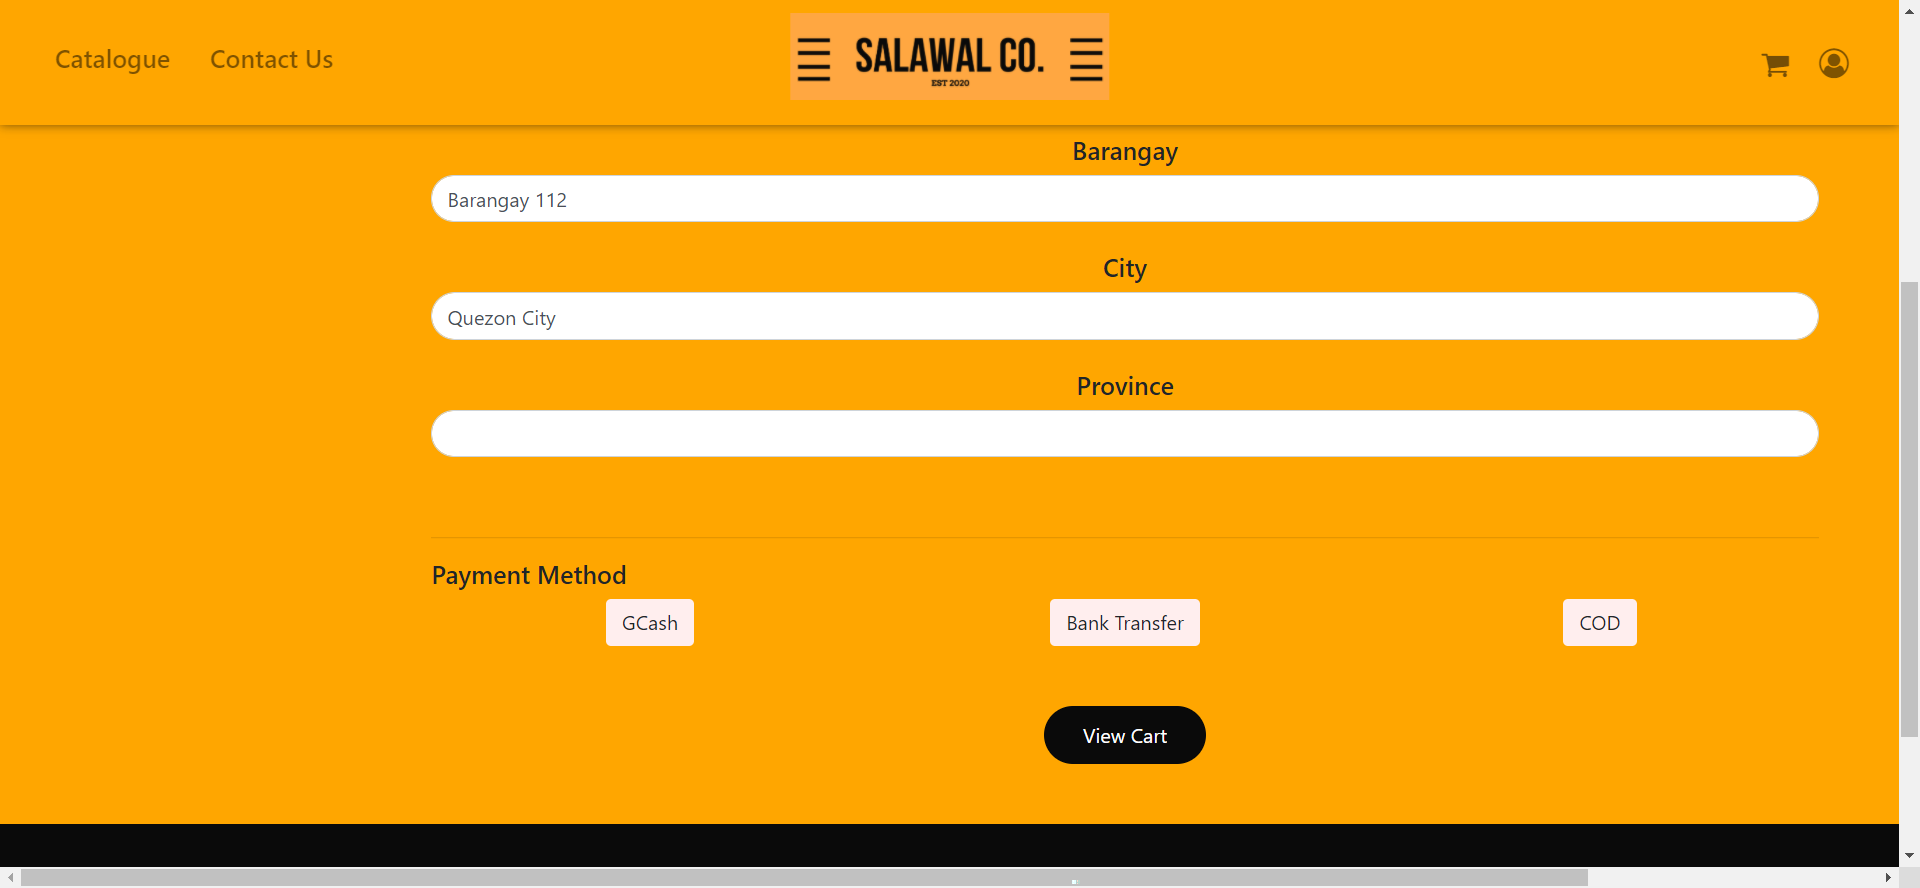 Catalogue Contact Us
SALAWAL CO.
EST 2020
Barangay
Barangay 112
City
Quezon City
Province
Payment Method
GCash Bank Transfer COD
View Cart